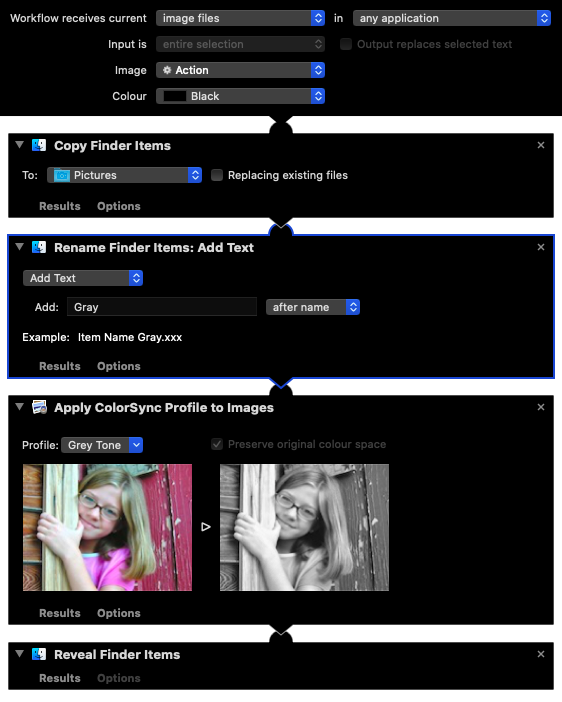 Workflow receives current image files in any application
Input is entire selection Output replaces selected text
Image Action
Colour Black
Copy Finder Items
To: Pictures Replacing existing files
Results Options
Rename Finder Items: Add Text
Add Text
Add: Gray after name
Example: Item Name Gray.xxx
Results Options
Apply ColorSync Profile to Images
Profile: Grey Tone Preserve original colour space
Results Options
Reveal Finder Items
Results Options